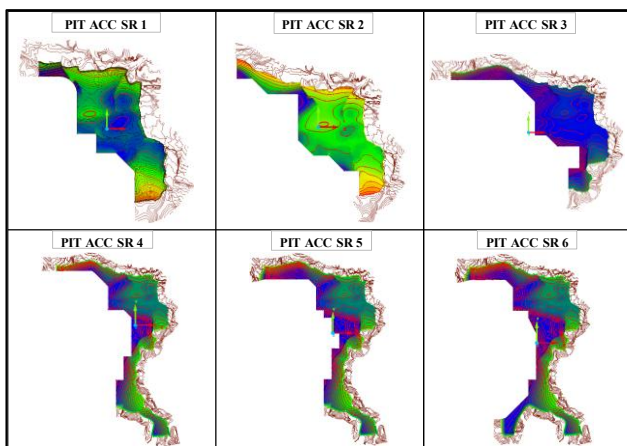 PIT ACC SR 1
PIT ACC SR 2
PIT ACC SR 3
PIT ACC SR 4
PIT ACC SR 5
PIT ACC SR 6